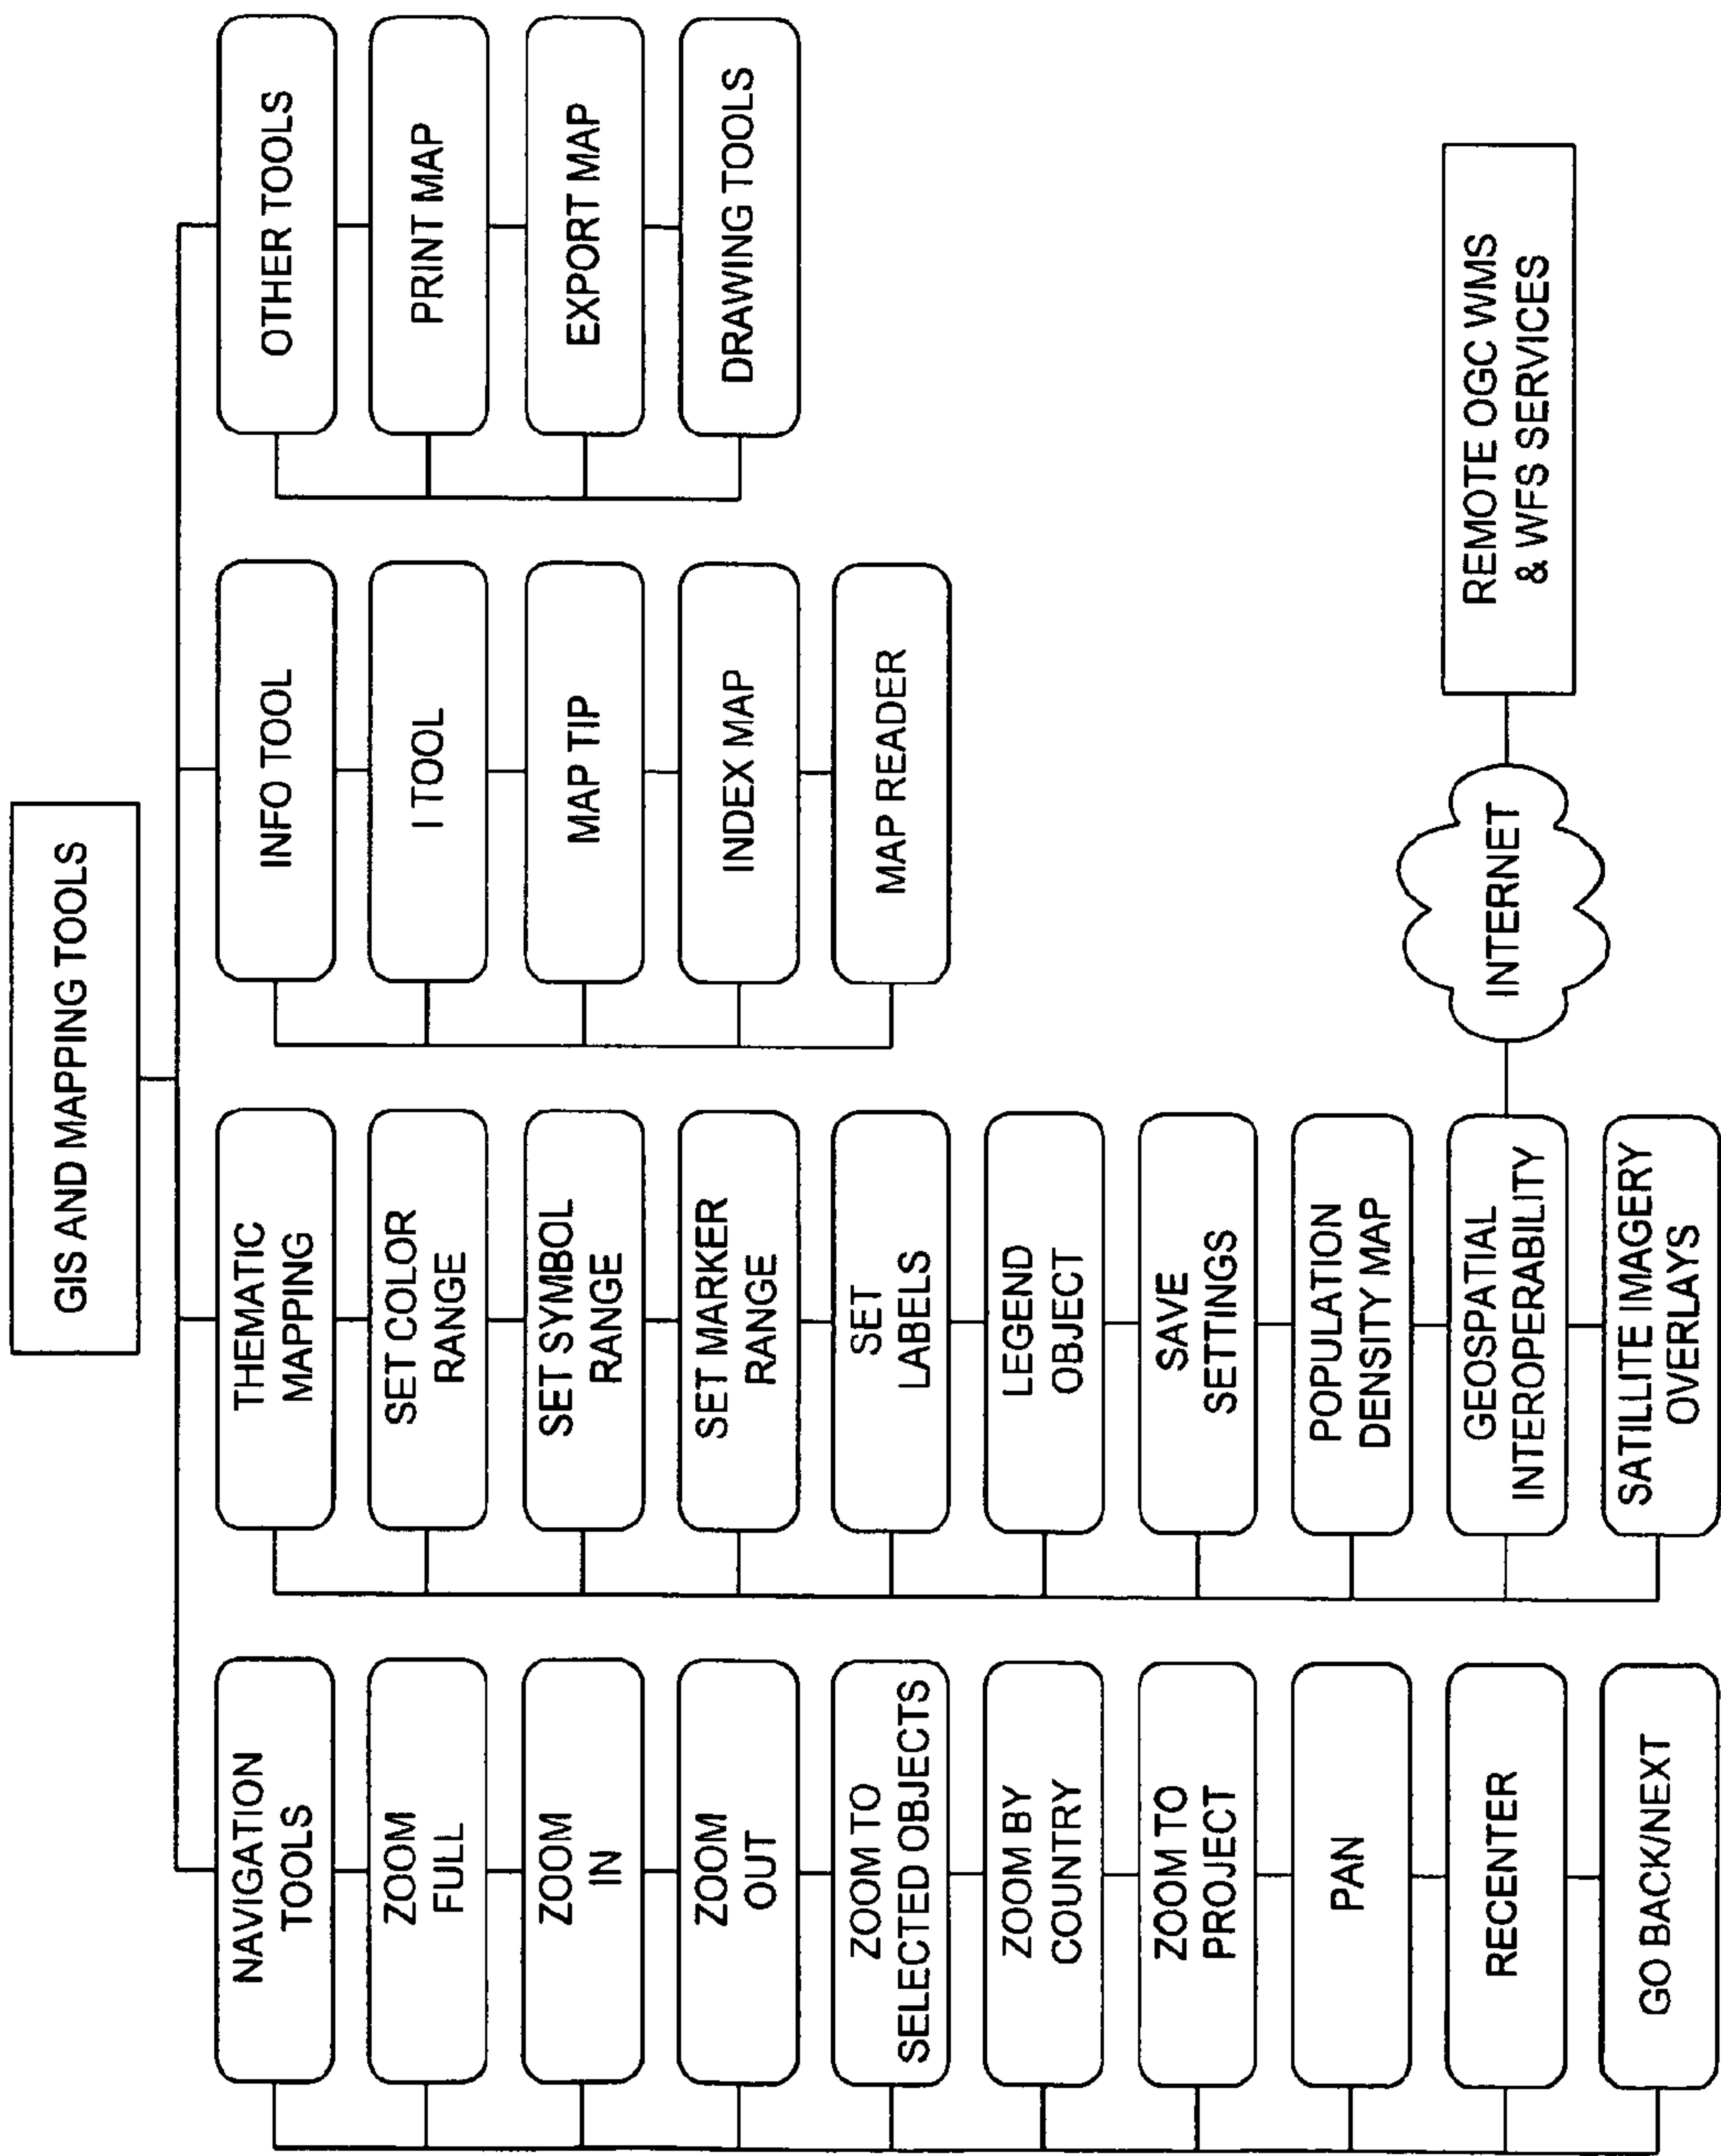 GIS AND MAPPING TOOLS
NAVIGATION
TOOLS
ZOOM
FULL
ZOOM
IN
ZOOM
OUT
ZOOM TO
SELECTED OBJECTS
ZOOM BY
COUNTRY
ZOOM TO
PROJECT
PAN
RECENTER
GO BACK/NEXT
THEMATIC
MAPPING
SET COLOR
RANGE
SET SYMBOL
RANGE
SET MARKER
RANGE
SET
LABELS
LEGEND
OBJECT
SAVE
SETTINGS
POPULATION
DENSITY MAP
GEOSPATIAL
INTEROPERABILITY
SATILLITE IMAGERY
OVERLAYS
INFO TOOL
I TOOL
MAP TIP
INDEX MAP
MAP READER
OTHER TOOLS
PRINT MAP
EXPORT MAP
DRAWING TOOLS
INTERNET
REMOTE OGC WMS
& WFS SERVICES